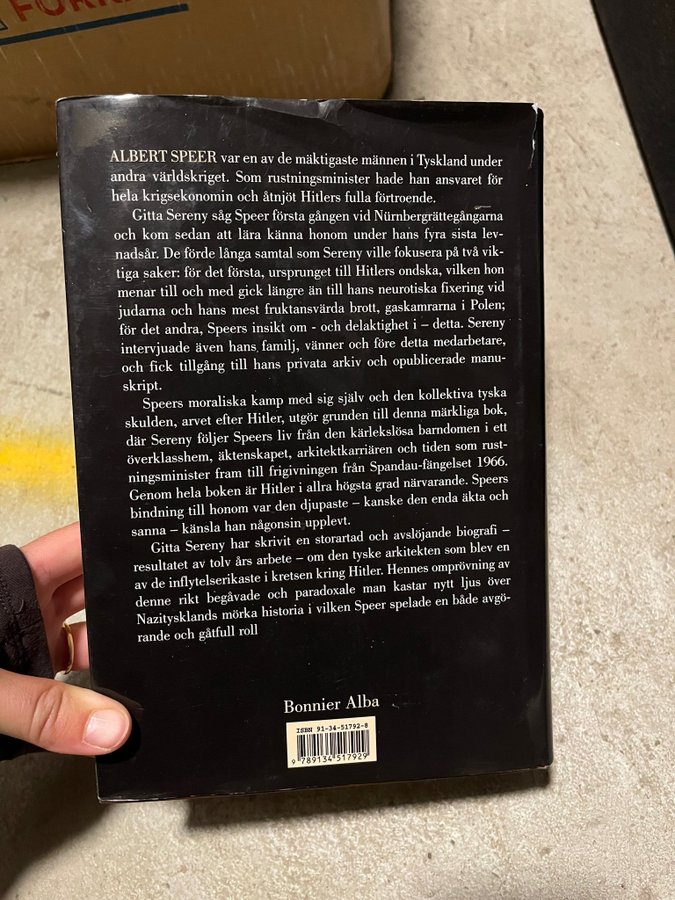 ALBERT SPEER var en av de mäktigaste männen i Tyskland under
andra världskriget. Som rustningsminister hade han ansvaret för
hela krigsekonomin och åtnjöt Hitlers fulla förtroende.
Gitta Sereny såg Speer första gången vid Nürnbergrättegångarna
och kom sedan att lära känna honom under hans fyra sista lev-
nadsår. De förde långa samtal som Sereny ville fokusera på två vik-
tiga saker: för det första, ursprunget till Hitlers ondska, vilken hon
menar till och med gick längre än till hans neurotiska fixering vid
judarna och hans mest fruktansvärda brott, gaskamrarna i Polen;
för det andra, Speers insikt om - och delaktighet i – detta. Sereny
intervjuade även hans familj, vänner och före detta medarbetare,
och fick tillgång till hans privata arkiv och opublicerade manu-
skript.
Speers moraliska kamp med sig själv och den kollektiva tyska
skulden, arvet efter Hitler, utgör grunden till denna märkliga bok,
där Sereny följer Speers liv från den kärlekslösa barndomen i ett
överklasshem, äktenskapet, arkitektkarriären och tiden som rust-
ningsminister fram till frigivningen från Spandau-fängelset 1966.
Genom hela boken är Hitler i allra högsta grad närvarande. Speers
bindning till honom var den djupaste – kanske den enda äkta och
sanna – känsla han någonsin upplevt.
Gitta Sereny har skrivit en storartad och avslöjande biografi –
resultatet av tolv års arbete – om den tyske arkitekten som blev en
av de inflytelserikaste i kretsen kring Hitler. Hennes omprövning av
denne rikt begåvade och paradoxale man kastar nytt ljus över
Nazitysklands mörka historia i vilken Speer spelade en både avgö-
rande och gåtfull roll
Bonnier Alba
ISBN 91-34-51792-8
9 789134 517929